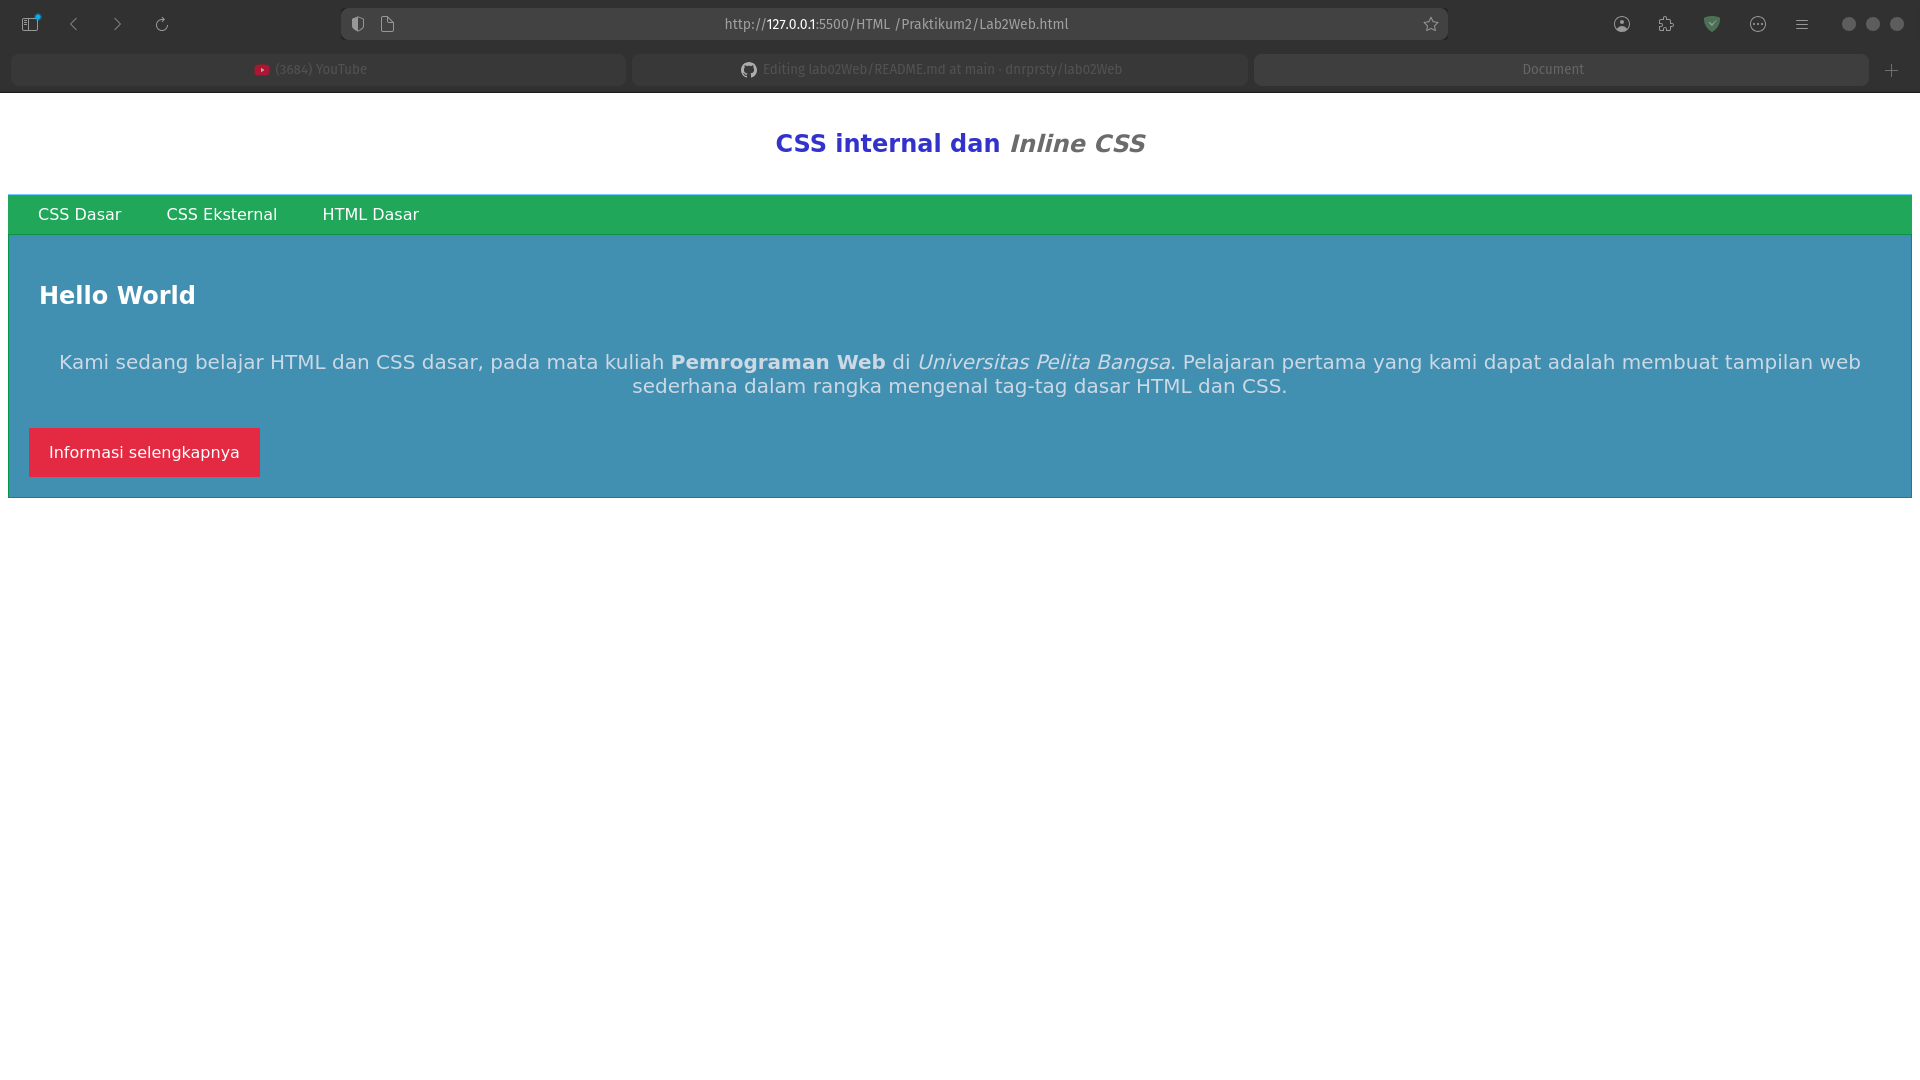 http://127.0.0.1:5500/HTML /Praktikum2/Lab2Web.html
(3684) YouTube
Editing lab02Web/README.md at main · dnrprsty/lab02Web
Document
CSS internal dan Inline CSS
CSS Dasar CSS Eksternal HTML Dasar
Hello World
Kami sedang belajar HTML dan CSS dasar, pada mata kuliah Pemrograman Web di Universitas Pelita Bangsa. Pelajaran pertama yang kami dapat adalah membuat tampilan web
sederhana dalam rangka mengenal tag-tag dasar HTML dan CSS.
Informasi selengkapnya